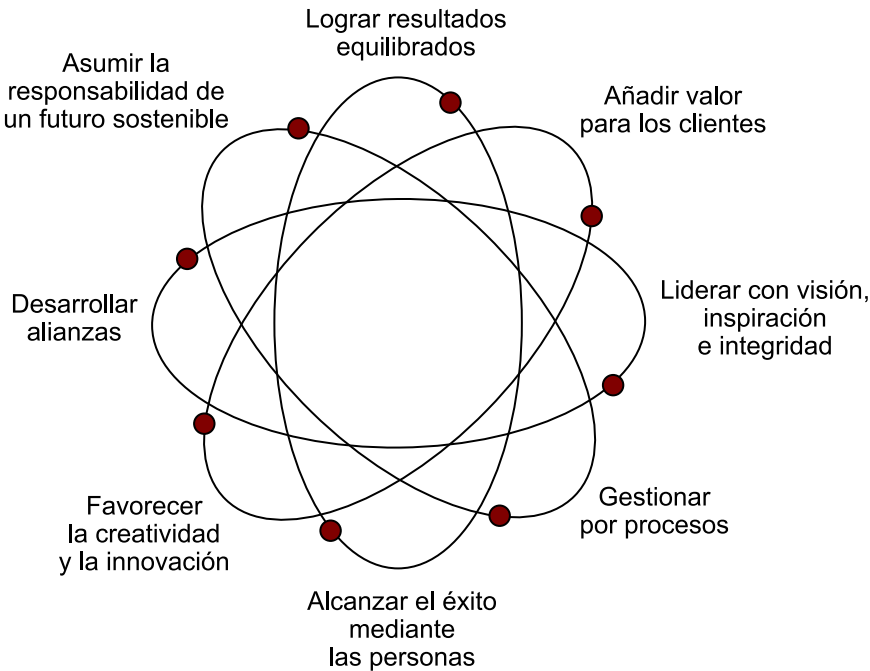 Lograr resultados
equilibrados
Añadir valor
para los clientes
Liderar con visión,
inspiración
e integridad
Gestionar
por procesos
Alcanzar el éxito
mediante
las personas
Favorecer
la creatividad
y la innovación
Desarrollar
alianzas
Asumir la
responsabilidad de
un futuro sostenible